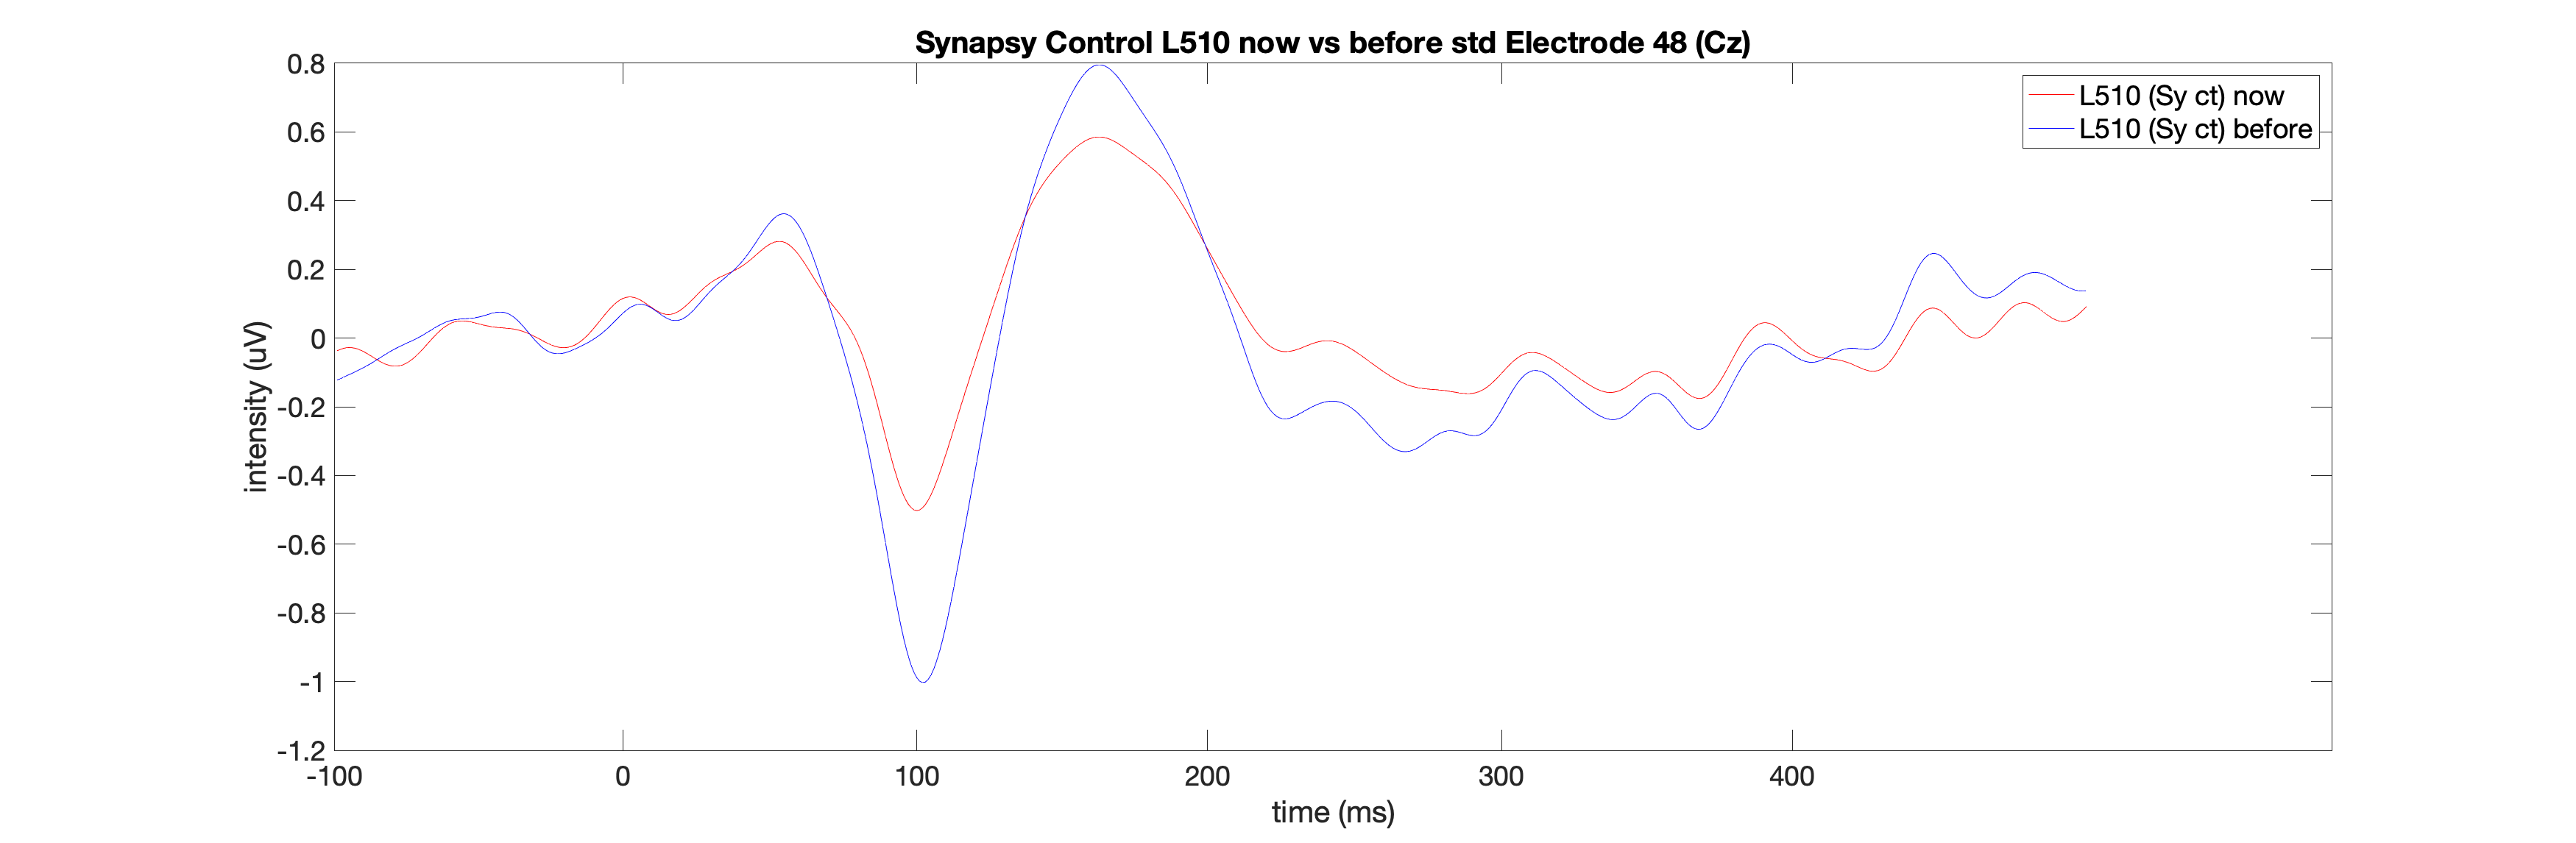 Synapsy Control L510 now vs before std Electrode 48 (Cz)
L510 (Sy ct) now
L510 (Sy ct) before
intensity (uV)
0.8
0.6
0.4
0.2
0
-0.2
-0.4
-0.6
-0.8
-1
-1.2
-100 0 100 200 300 400
time (ms)